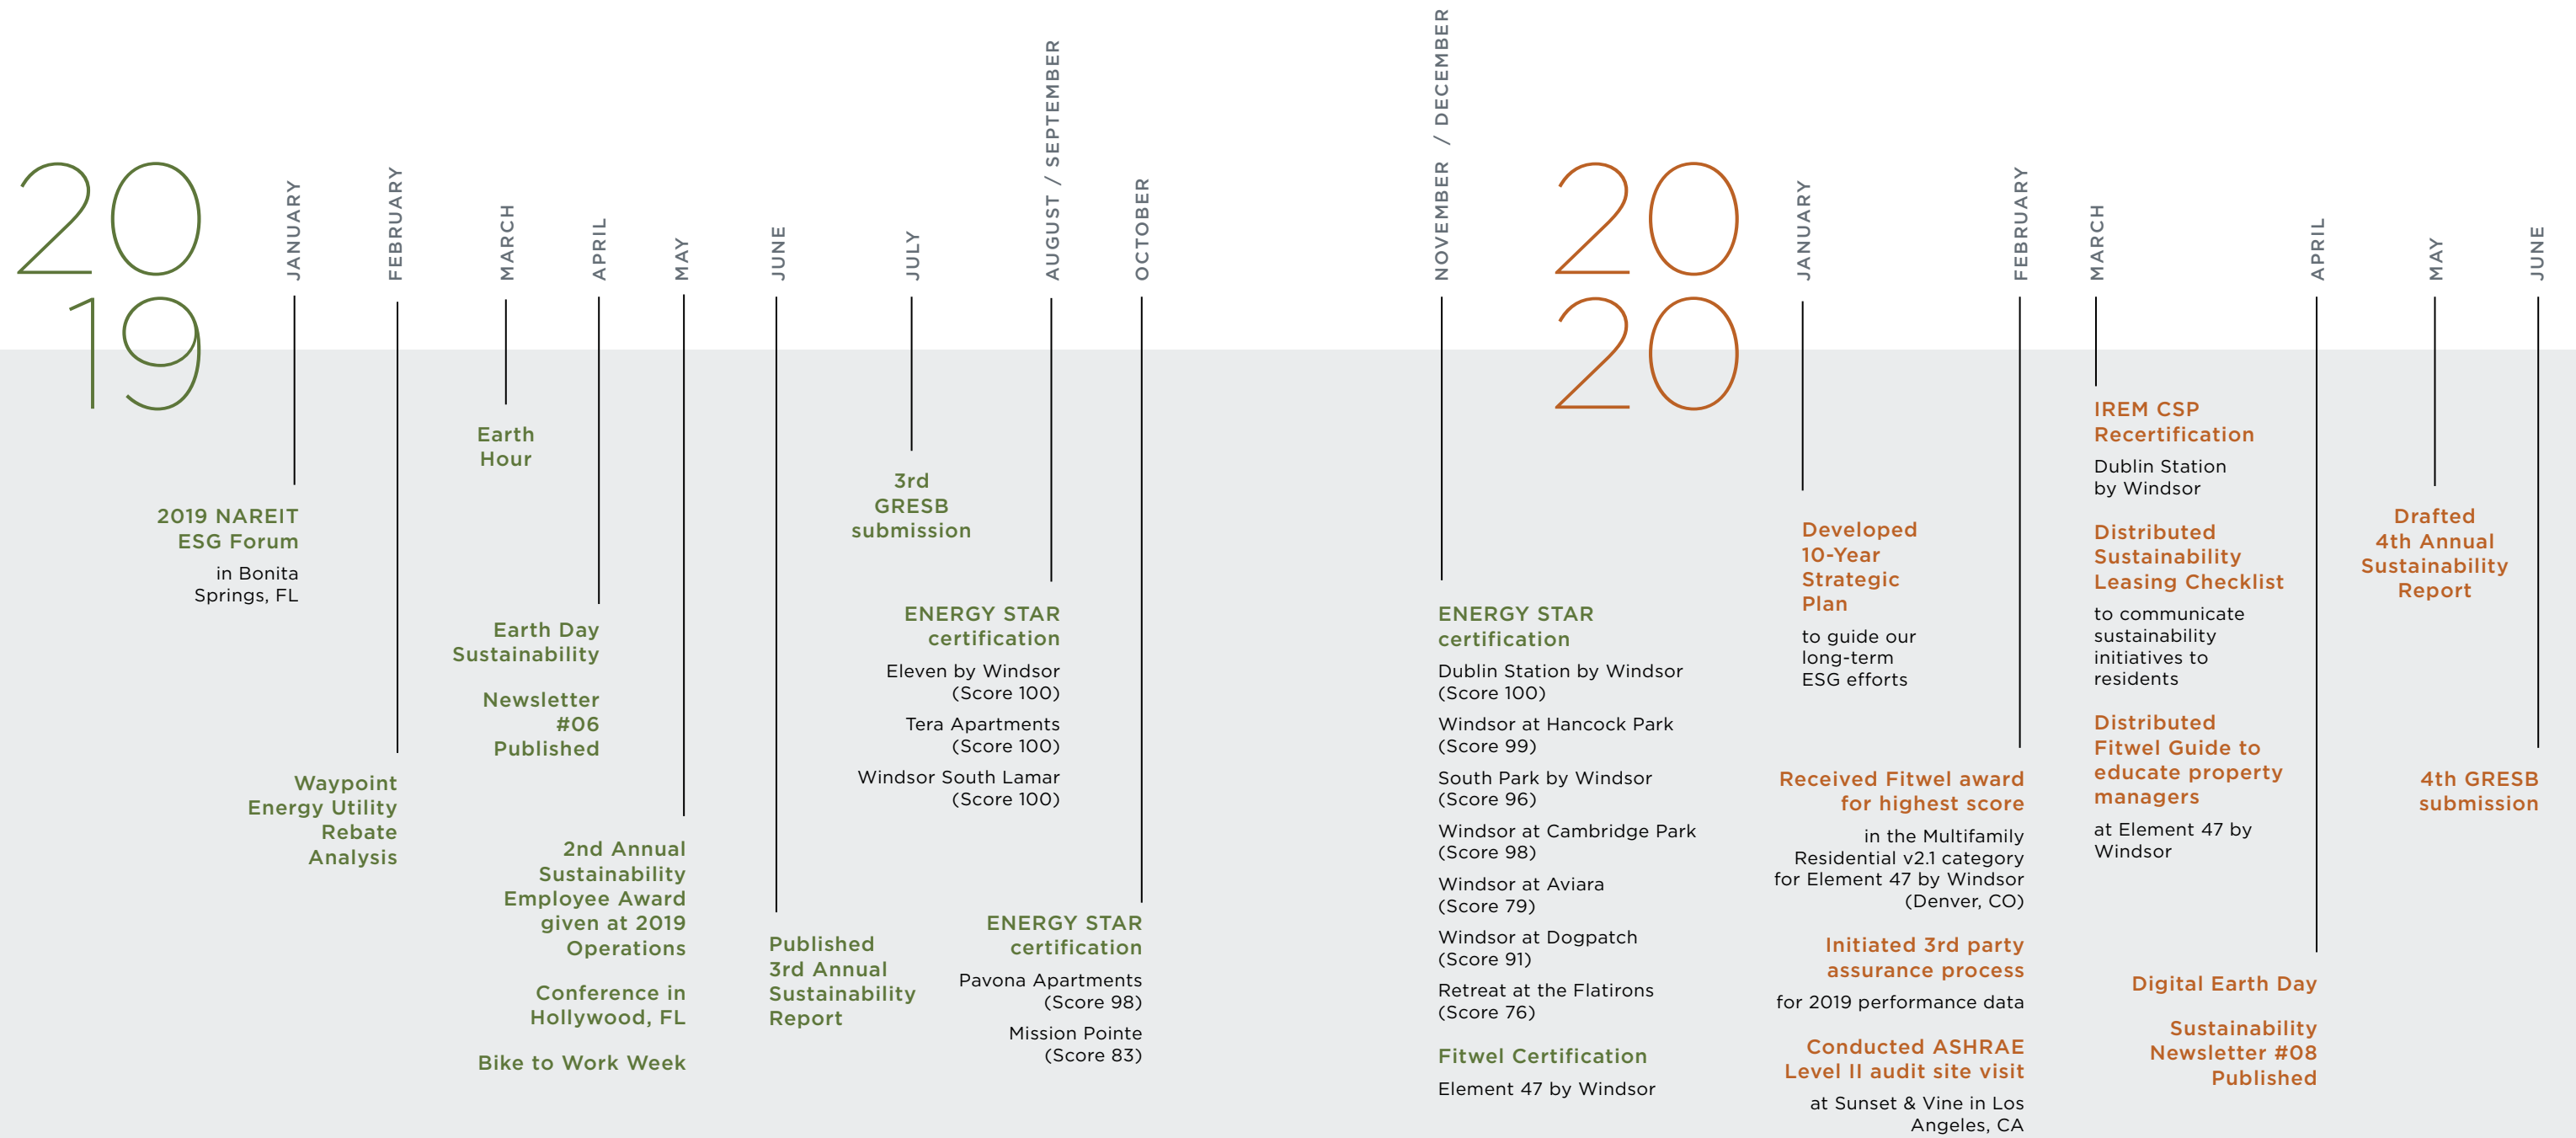 20
19
JANUARY
2019 NAREIT
ESG Forum
in Bonita
Springs, FL
FEBRUARY
Waypoint
Energy Utility
Rebate
Analysis
MARCH
Earth
Hour
APRIL
Earth Day
Sustainability
Newsletter
#06
Published
MAY
2nd Annual
Sustainability
Employee Award
given at 2019
Operations
Conference in
Hollywood, FL
Bike to Work Week
JUNE
Published
3rd Annual
Sustainability
Report
JULY
3rd
GRESB
submission
AUGUST / SEPTEMBER
ENERGY STAR
certification
Eleven by Windsor
(Score 100)
Tera Apartments
(Score 100)
Windsor South Lamar
(Score 100)
OCTOBER
ENERGY STAR
certification
Pavona Apartments
(Score 98)
Mission Pointe
(Score 83)
NOVEMBER / DECEMBER
ENERGY STAR
certification
Dublin Station by Windsor
(Score 100)
Windsor at Hancock Park
(Score 99)
South Park by Windsor
(Score 96)
Windsor at Cambridge Park
(Score 98)
Windsor at Aviara
(Score 79)
Windsor at Dogpatch
(Score 91)
Retreat at the Flatirons
(Score 76)
Fitwel Certification
Element 47 by Windsor
20
20
JANUARY
Developed
10-Year
Strategic
Plan
to guide our
long-term
ESG efforts
FEBRUARY
Received Fitwel award
for highest score
in the Multifamily
Residential v2.1 category
for Element 47 by Windsor
(Denver, CO)
Initiated 3rd party
assurance process
for 2019 performance data
Conducted ASHRAE
Level II audit site visit
at Sunset & Vine in Los
Angeles, CA
MARCH
IREM CSP
Recertification
Dublin Station
by Windsor
Distributed
Sustainability
Leasing Checklist
to communicate
sustainability
initiatives to
residents
Distributed
Fitwel Guide to
educate property
managers
at Element 47 by
Windsor
APRIL
Digital Earth Day
Sustainability
Newsletter #08
Published
MAY
Drafted
4th Annual
Sustainability
Report
JUNE
4th GRESB
submission